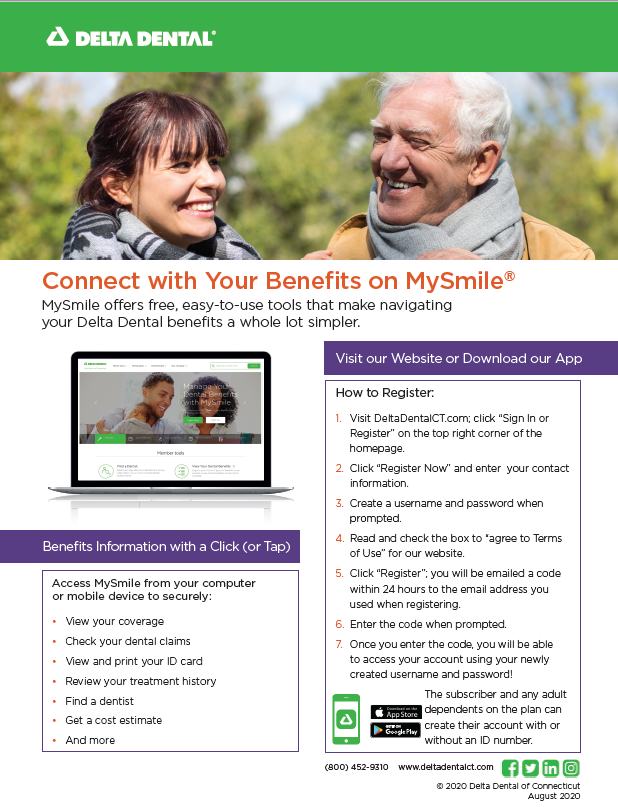 DELTA DENTAL®
Connect with Your Benefits on MySmile®
MySmile offers free, easy-to-use tools that make navigating
your Delta Dental benefits a whole lot simpler.
Manage Your
Dental Benefits
with MySmile
Member tools
Find a Dentist
View Your Dental Benefits
Benefits Information with a Click (or Tap)
Access MySmile from your computer
or mobile device to securely:
• View your coverage
• Check your dental claims
• View and print your ID card
• Review your treatment history
• Find a dentist
• Get a cost estimate
• And more
Visit our Website or Download our App
How to Register:
1. Visit DeltaDentalCT.com; click “Sign In or
Register” on the top right corner of the
homepage.
2. Click “Register Now” and enter your contact
information.
3. Create a username and password when
prompted.
4. Read and check the box to “agree to Terms
of Use” for our website.
5. Click “Register”; you will be emailed a code
within 24 hours to the email address you
used when registering.
6. Enter the code when prompted.
7. Once you enter the code, you will be able
to access your account using your newly
created username and password!
Download on the
App Store
GET IT ON
Google Play
The subscriber and any adult
dependents on the plan can
create their account with or
without an ID number.
(800) 452-9310 www.deltadentalct.com
© 2020 Delta Dental of Connecticut
August 2020